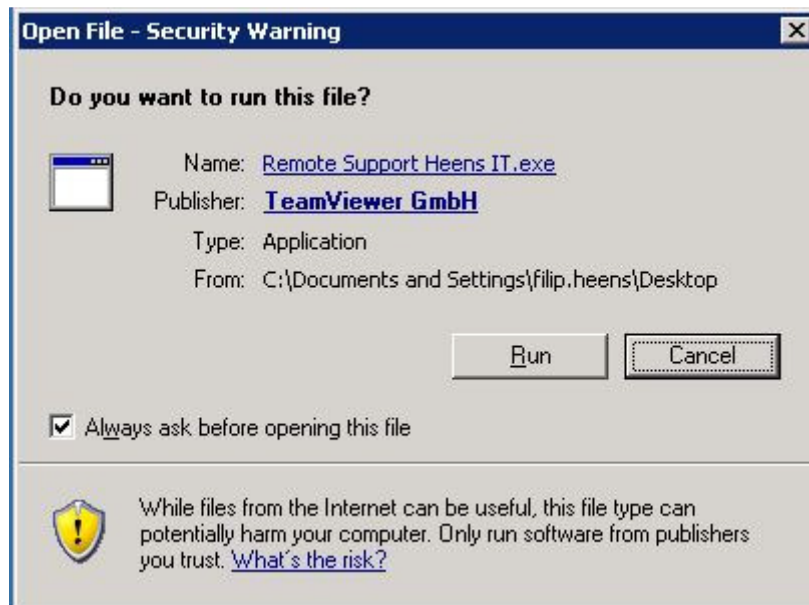 Open File - Security Warning
Do you want to run this file?
Name: Remote Support Heens IT.exe
Publisher: TeamViewer GmbH
Type: Application
From: C:\Documents and Settings\filip.heens\Desktop
Run Cancel
Always ask before opening this file
While files from the Internet can be useful, this file type can
potentially harm your computer. Only run software from publishers
you trust. What's the risk?